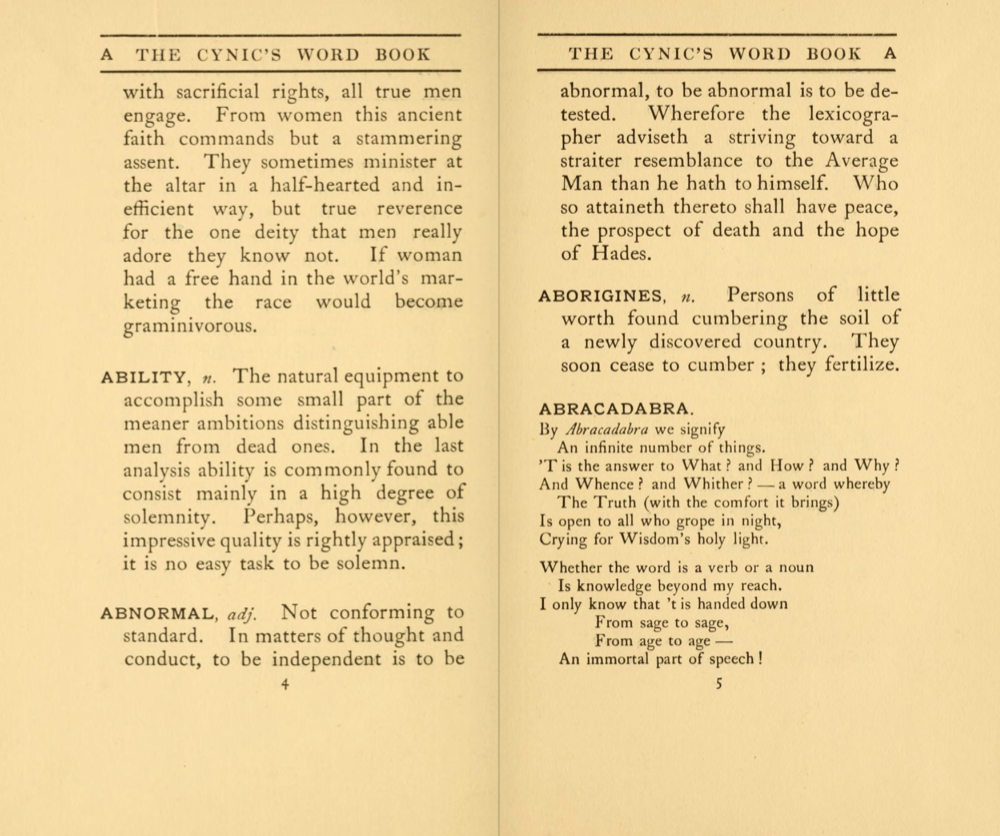 A THE CYNIC'S WORD BOOK
with sacrificial rights, all true men
engage. From women this ancient
faith commands but a stammering
assent. They sometimes minister at
the altar in a half-hearted and in-
efficient way, but true reverence
for the one deity that men really
adore they know not. If woman
had a free hand in the world's mar-
keting the race would become
graminivorous.
ABILITY, n. The natural equipment to
accomplish some small part of the
meaner ambitions distinguishing able
men from dead ones. In the last
analysis ability is commonly found to
consist mainly in a high degree of
solemnity. Perhaps, however, this
impressive quality is rightly appraised;
it is no easy task to be solemn.
ABNORMAL, adj. Not conforming to
standard. In matters of thought and
conduct, to be independent is to be
4
THE CYNIC'S WORD BOOK A
abnormal, to be abnormal is to be de-
tested. Wherefore the lexicogra-
pher adviseth a striving toward a
straiter resemblance to the Average
Man than he hath to himself. Who
so attaineth thereto shall have peace,
the prospect of death and the hope
of Hades.
ABORIGINES, n. Persons of little
worth found cumbering the soil of
a newly discovered country. They
soon cease to cumber; they fertilize.
ABRACADABRA.
By Abracadabra we signify
An infinite number of things.
'T is the answer to What? and How? and Why?
And Whence? and Whither? — a word whereby
The Truth (with the comfort it brings)
Is open to all who grope in night,
Crying for Wisdom's holy light.
Whether the word is a verb or a noun
Is knowledge beyond my reach.
I only know that 't is handed down
From sage to sage,
From age to age —
An immortal part of speech!
5